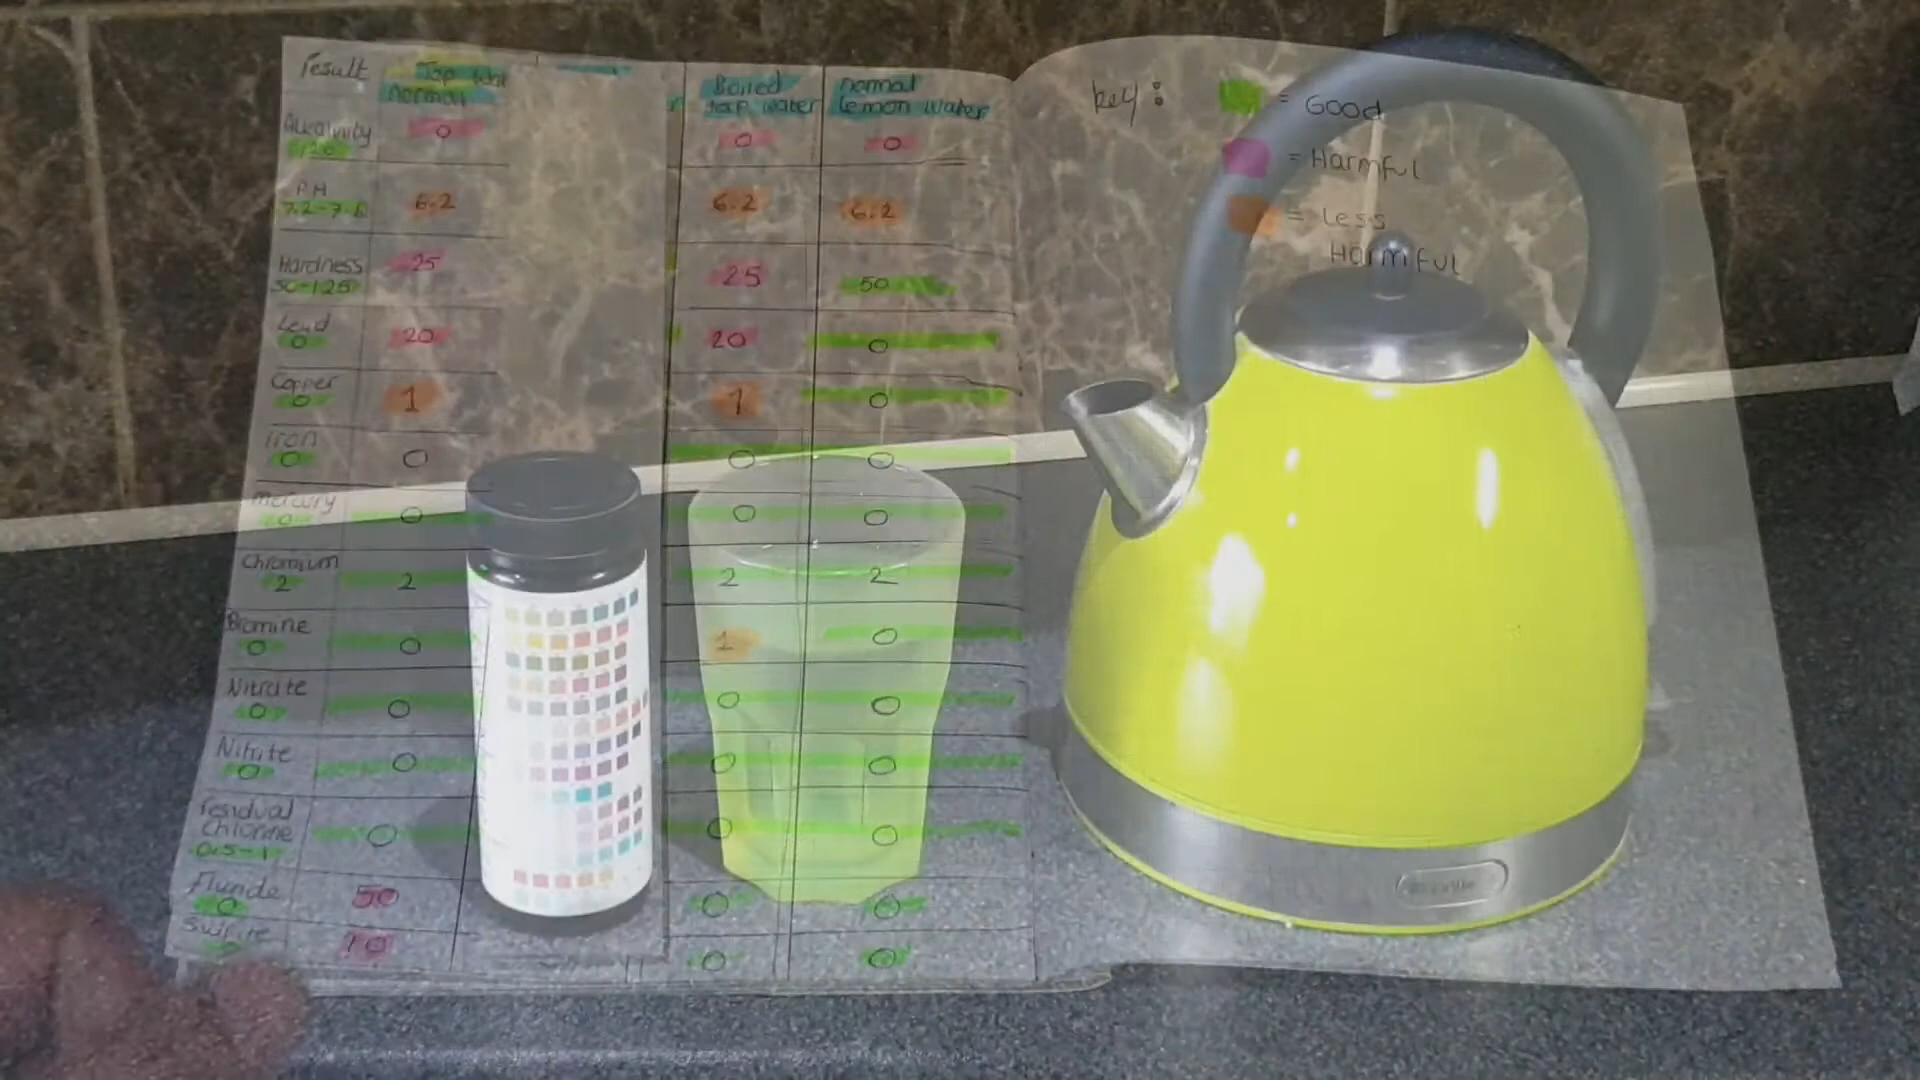 result Tap
normal Boiled
tap water normal
lemon water
Alkalinity 0 0 0
PH
7.2-7. 6.2 6.2 6.2
Hardness
50-125 25 25 50
Lead
0 20 20 0
Copper
0 1 1 0
Iron
0 0 0 0
Mercury
0 0 0 0
Chromium
2 2 2 2
Bromine
0 0 1 0
Nitrate
0 0 0 0
Nitrite
0 0 0 0
residual
Chlorine
0.5-1 0 0 0
0 50 0 0
10 0 0
key : = Good
= Harmful
= Less
Harmful